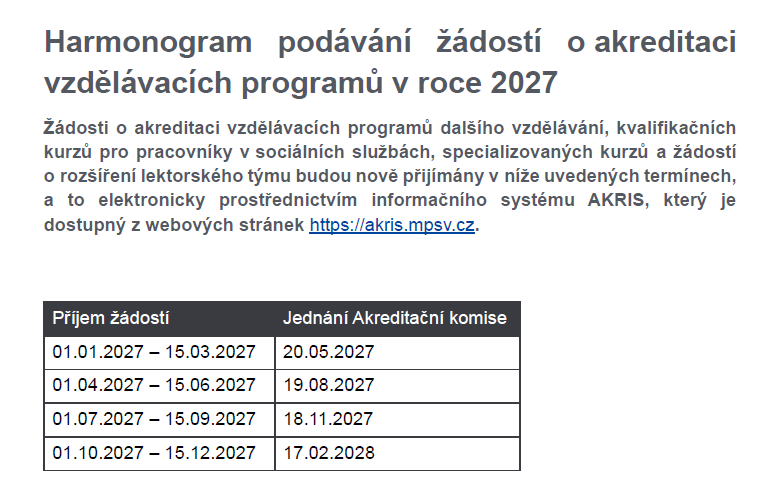 Harmonogram podávání žádostí o akreditaci
vzdělávacích programů v roce 2027
Žádosti o akreditaci vzdělávacích programů dalšího vzdělávání, kvalifikačních
kurzů pro pracovníky v sociálních službách, specializovaných kurzů a žádostí
o rozšíření lektorského týmu budou nově přijímány v níže uvedených termínech,
a to elektronicky prostřednictvím informačního systému AKRIS, který je
dostupný z webových stránek https://akris.mpsv.cz.
Příjem žádostí Jednání Akreditační komise
01.01.2027 – 15.03.2027 20.05.2027
01.04.2027 – 15.06.2027 19.08.2027
01.07.2027 – 15.09.2027 18.11.2027
01.10.2027 – 15.12.2027 17.02.2028